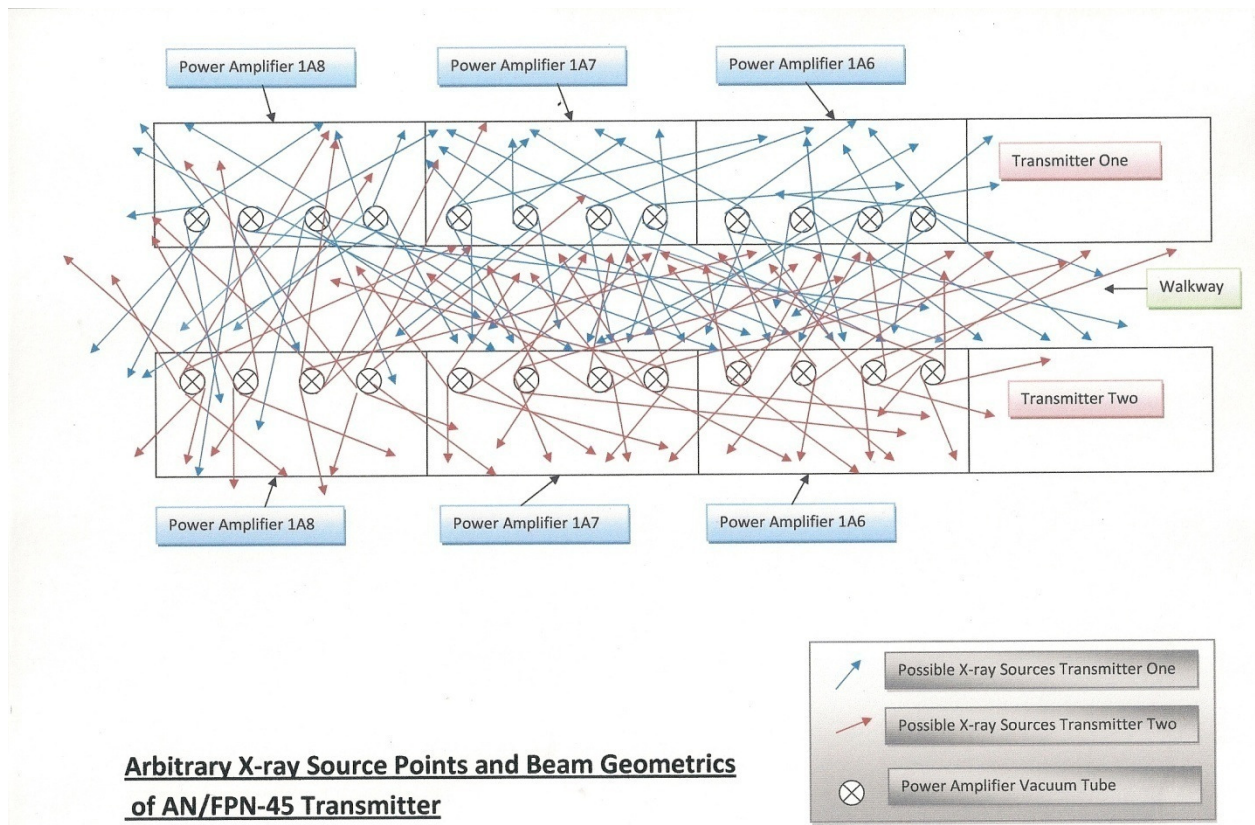 Power Amplifier 1A8
Power Amplifier 1A7
Power Amplifier 1A6
Transmitter One
Walkway
Transmitter Two
Power Amplifier 1A8
Power Amplifier 1A7
Power Amplifier 1A6
Possible X-ray Sources Transmitter One
Possible X-ray Sources Transmitter Two
Power Amplifier Vacuum Tube
Arbitrary X-ray Source Points and Beam Geometrics
of AN/FPN-45 Transmitter